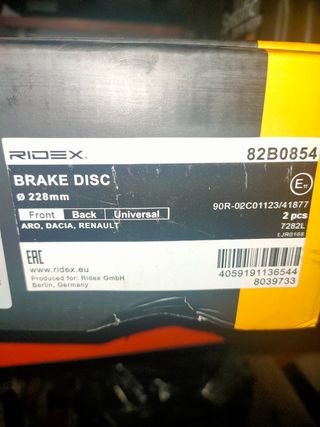 RIDEX
82B0854
BRAKE DISC
Ø 228mm
90R-02C01123/41877
Front Back Universal
2 pcs
ARO, DACIA, RENAULT
7282L
EAC
www.ridex.eu
Produced for: Ridex GmbH
Berlin, Germany
4059191136544
8039733